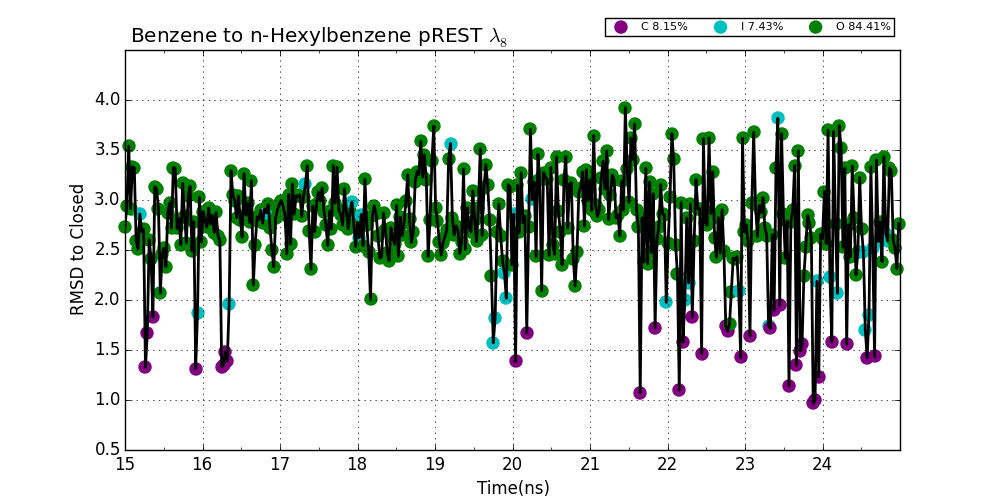 Benzene to n-Hexylbenzene pREST λ₈
C 8.15% I 7.43% O 84.41%
RMSD to Closed
4.0
3.5
3.0
2.5
2.0
1.5
1.0
0.5
15 16 17 18 19 20 21 22 23 24
Time(ns)